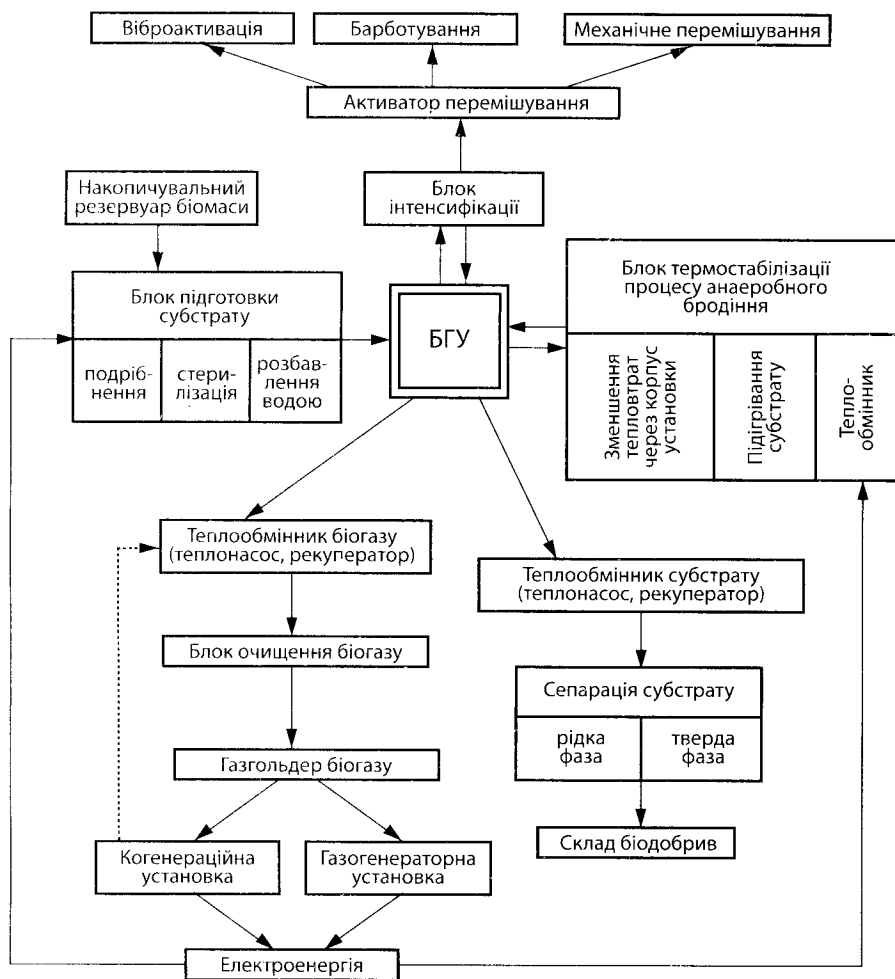 Віброактивація
Барботування
Механічне перемішування
Активатор перемішування
Накопичувальний
резервуар біомаси
Блок
інтенсифікації
Блок підготовки
субстрату
подріб-
нення
стери-
лізація
розбав-
лення
водою
БГУ
Блок термостабілізації
процесу анаеробного
бродіння
Зменшення
тепловтрат
через корпус
установки
Підігрівання
субстрату
Тепло-
обмінник
Теплообмінник біогазу
(теплонасос, рекуператор)
Теплообмінник субстрату
(теплонасос, рекуператор)
Блок очищення біогазу
Сепарація субстрату
рідка
фаза
тверда
фаза
Газгольдер біогазу
Склад біодобрив
Когенераційна
установка
Газогенераторна
установка
Електроенергія